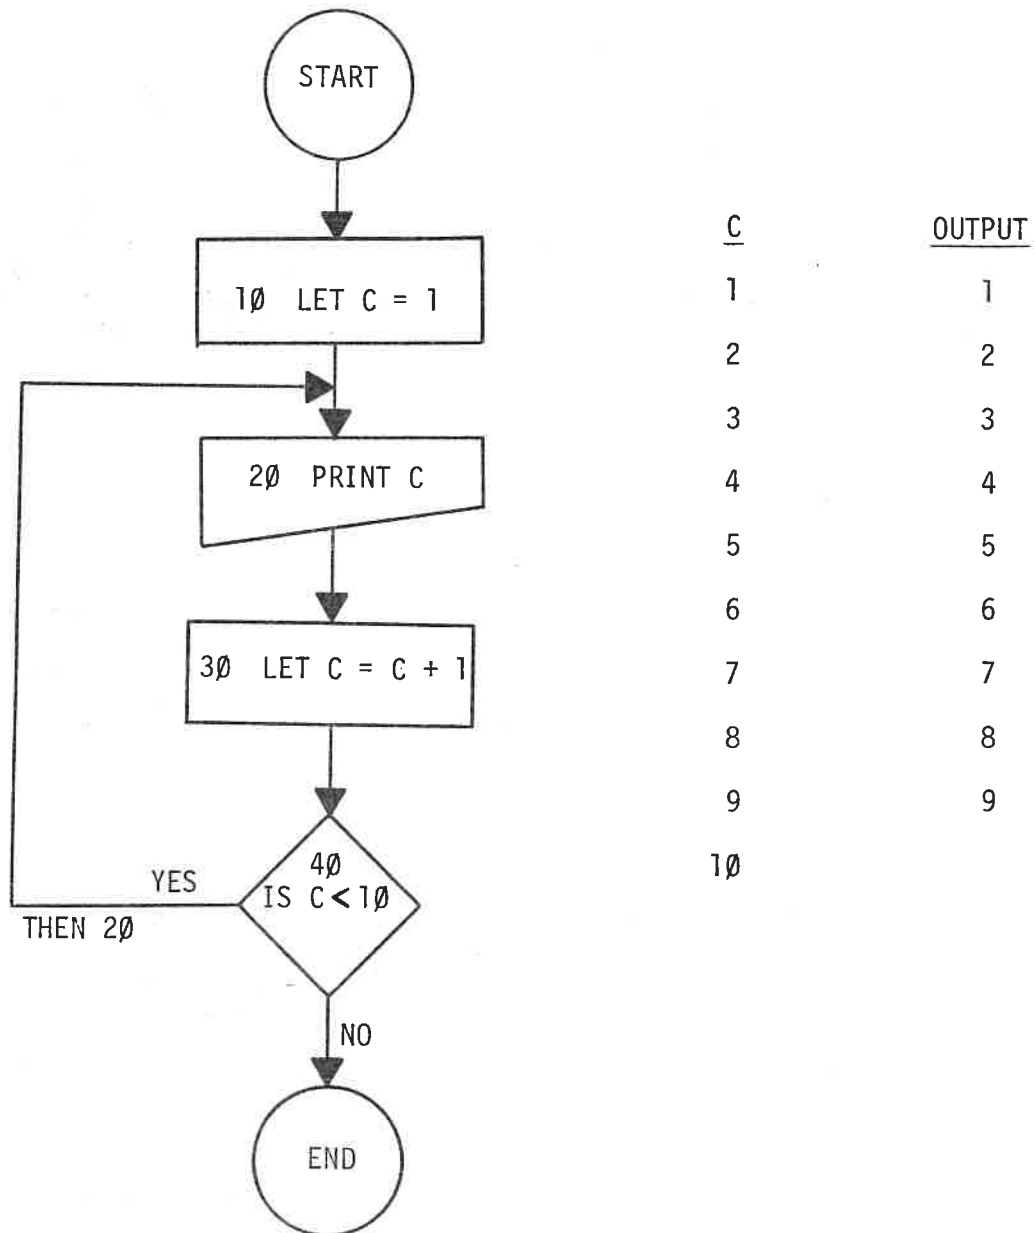 START
10 LET C = 1
20 PRINT C
30 LET C = C + 1
40
IS C < 10
YES
THEN 20
NO
END
C OUTPUT
1 1
2 2
3 3
4 4
5 5
6 6
7 7
8 8
9 9
10